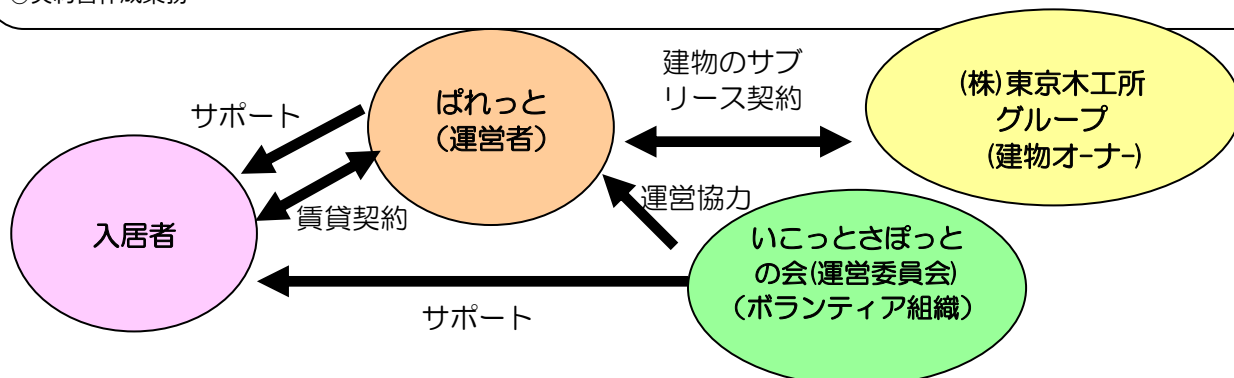 建物のサブ
リース契約
(株)東京木工所
グループ
(建物オーナー)
ぱれっと
（運営者）
サポート
賃貸契約
運営協力
入居者
いこっとさぽっと
の会(運営委員会)
（ボランティア組織）
サポート